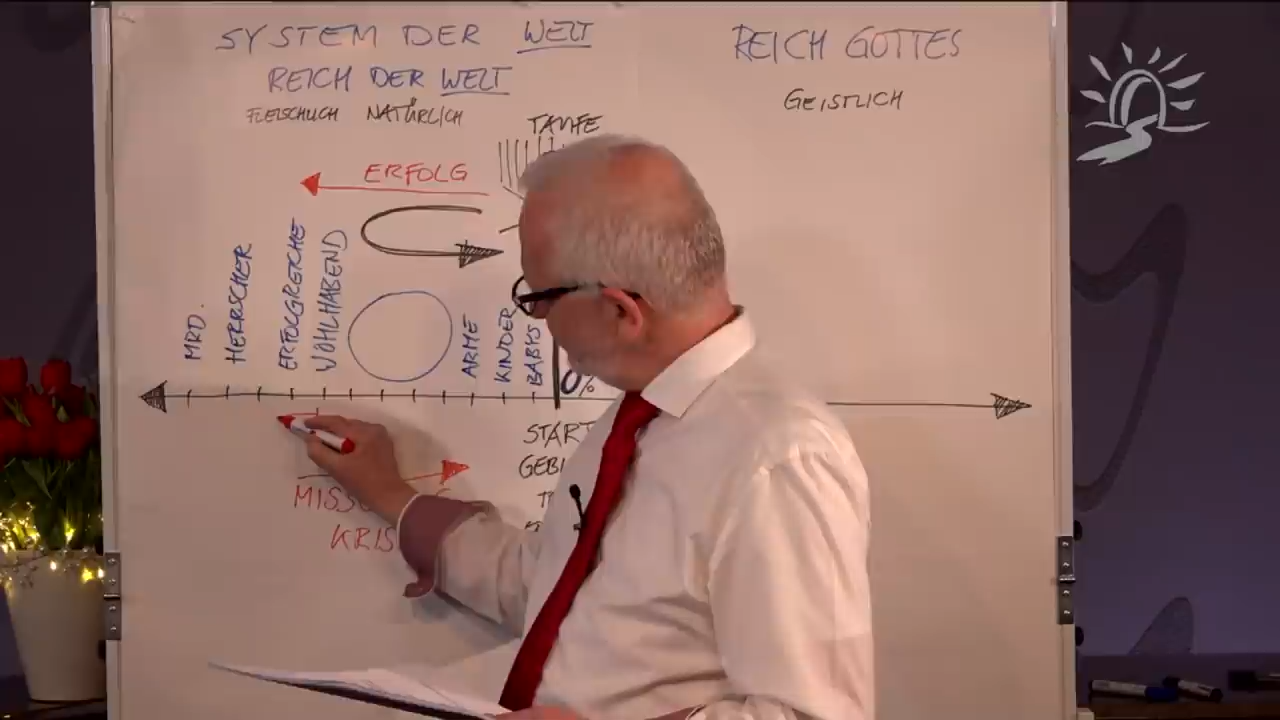 SYSTEM DER WELT
REICH DER WELT
FLEISCHLICH NATÜRLICH
TAUFE
ERFOLG
MRD.
HERRSCHER
ERFOLGREICHE
WOHLHABEND
ARME
KINDER
BABYS
0%
START
REICH GOTTES
GEISTLICH